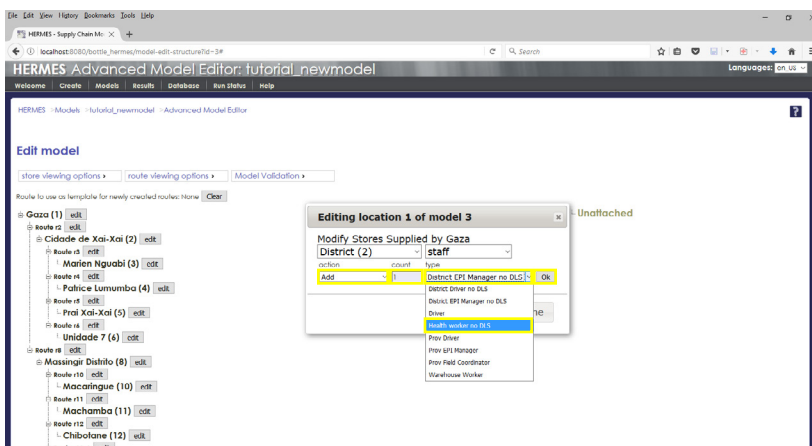 File Edit View History Bookmarks Tools Help
HERMES - Supply Chain Mo
localhost:8080/bottle_hermes/model-edit-structure?id=3#
Search
HERMES Advanced Model Editor: tutorial_newmodel
Languages: en_US
Welcome Create Models Results Database Run Status Help
HERMES >Models >tutorial_newmodel >Advanced Model Editor
?
Edit model
store viewing options › route viewing options › Model Validation ›
Route to use as template for newly created routes: None Clear
Gaza (1) edit
Unattached
Route r2 edit
Cidade de Xai-Xai (2) edit
Route r3 edit
Marien Nguabi (3) edit
Route r4 edit
Patrice Lumumba (4) edit
Route r5 edit
Prai Xai-Xai (5) edit
Route r6 edit
Unidade 7 (6) edit
Route r8 edit
Massingir Distrito (8) edit
Route r10 edit
Macaringue (10) edit
Route r11 edit
Machamba (11) edit
Route r12 edit
Chibotane (12) edit
Editing location 1 of model 3
Modify Stores Supplied by Gaza
District (2) staff
action count type
Add 1 District EPI Manager no DLS Ok
District Driver no DLS
District EPI Manager no DLS
Driver
Health worker no DLS
Prov Driver
Prov EPI Manager
Prov Field Coordinator
Warehouse Worker